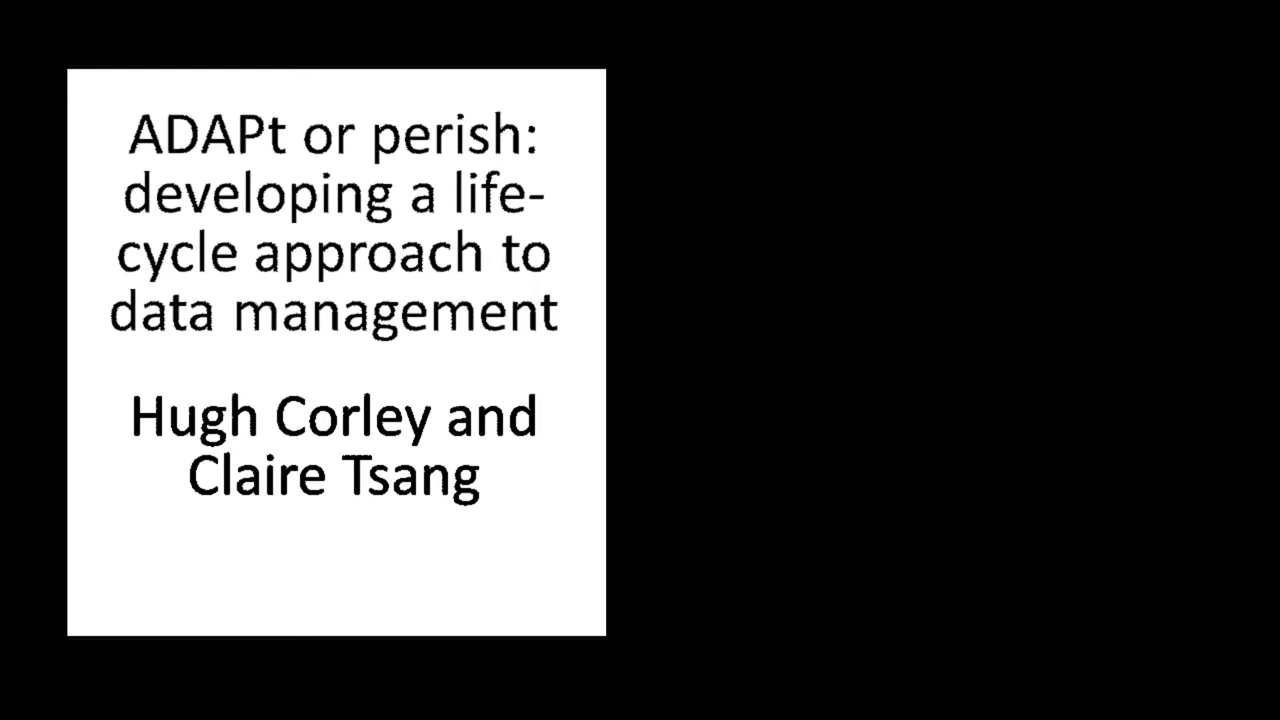 ADAPt or perish:
developing a life-
cycle approach to
data management
Hugh Corley and
Claire Tsang